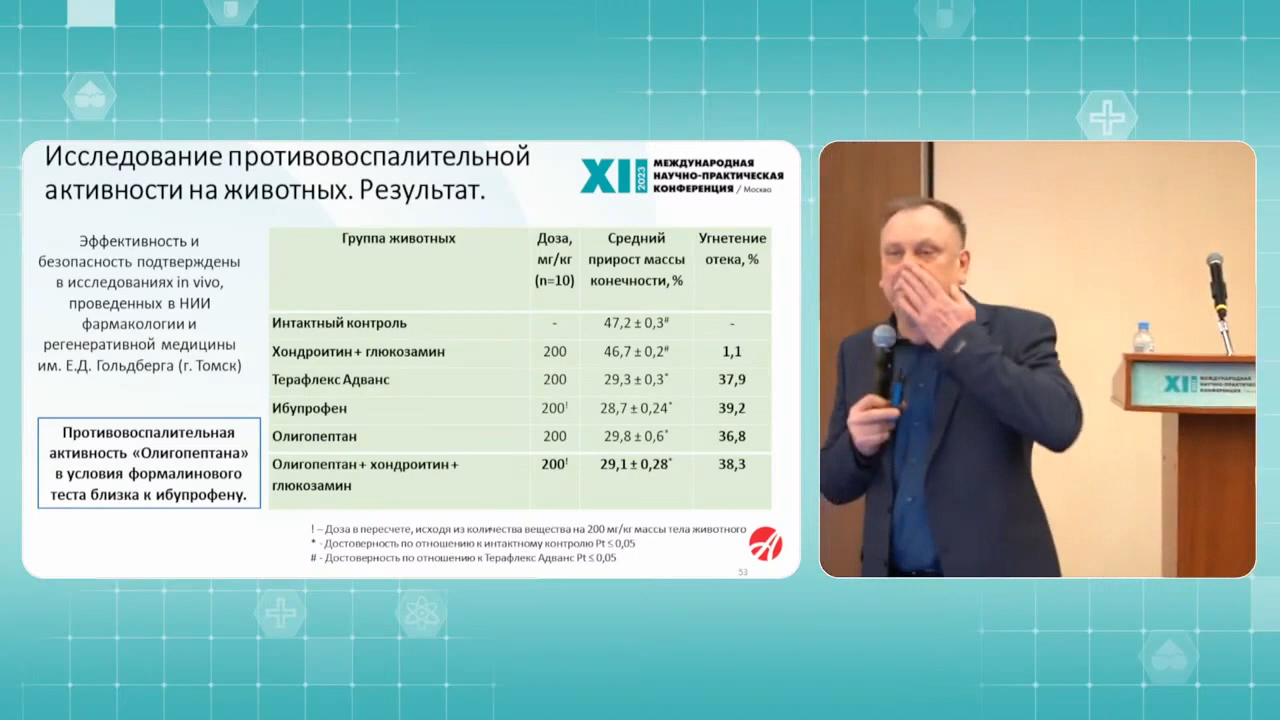 Исследование противовоспалительной
активности на животных. Результат.
XII 2023
МЕЖДУНАРОДНАЯ
НАУЧНО-ПРАКТИЧЕСКАЯ
КОНФЕРЕНЦИЯ / Москва
Эффективность и
безопасность подтверждены
в исследованиях in vivo,
проведенных в НИИ
фармакологии и
регенеративной медицины
им. Е.Д. Гольдберга (г. Томск)
Противовоспалительная
активность «Олигопептана»
в условия формалинового
теста близка к ибупрофену.
Группа животных Доза, Средний Угнетение
мг/кг прирост массы отека, %
(n=10) конечности, %
Интактный контроль - 47,2 ± 0,3# -
Хондроитин + глюкозамин 200 46,7 ± 0,2# 1,1
Терафлекс Адванс 200 29,3 ± 0,3* 37,9
Ибупрофен 200! 28,7 ± 0,24* 39,2
Олигопептан 200 29,8 ± 0,6* 36,8
Олигопептан + хондроитин + 200! 29,1 ± 0,28* 38,3
глюкозамин
! – Доза в пересчете, исходя из количества вещества на 200 мг/кг массы тела животного
* - Достоверность по отношению к интактному контролю Pt ≤ 0,05
# - Достоверность по отношению к Терафлекс Адванс Pt ≤ 0,05
53
XII
МЕЖДУНАРОДНАЯ
НАУЧНО-ПРАКТИЧЕСК
КОНФЕРЕНЦИЯ